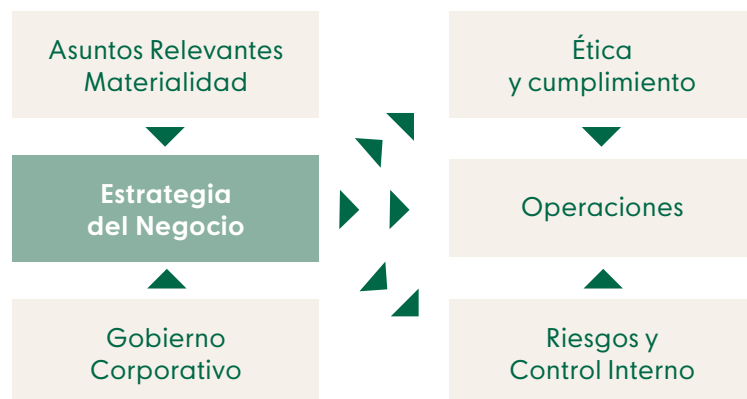 Asuntos Relevantes
Materialidad
Estrategia
del Negocio
Gobierno
Corporativo
Ética
y cumplimiento
Operaciones
Riesgos y
Control Interno